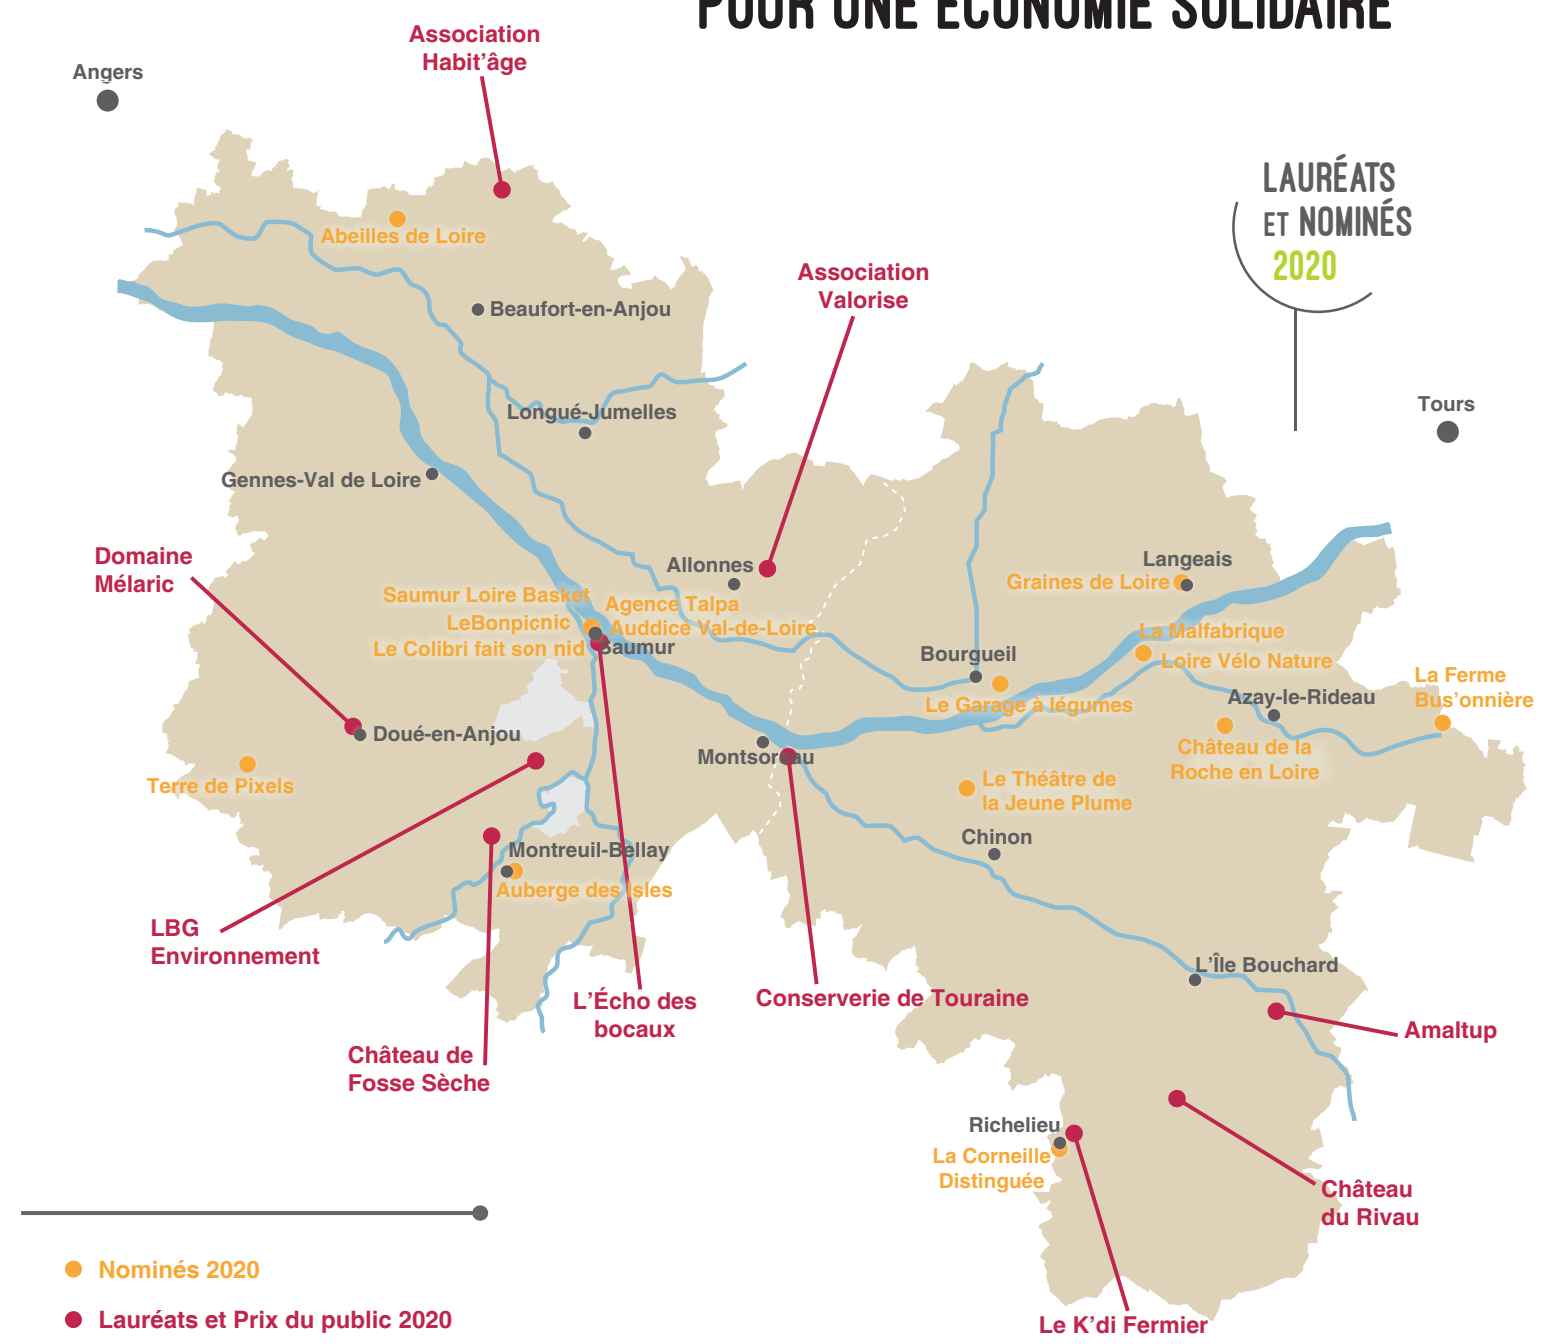 POUR UNE ÉCONOMIE SOLIDAIRE
Association
Habit'âge
Angers
LAURÉATS
ET NOMINÉS
2020
Abeilles de Loire
Association
Valorise
Beaufort-en-Anjou
Longué-Jumelles
Tours
Gennes-Val de Loire
Domaine
Mélaric
Allonnes
Langeais
Graines de Loire
Saumur Loire Basket
LeBonpicnic
Le Colibri fait son nid
Agence Talpa
Auddicé Val-de-Loire
Saumur
La Malfabrique
Loire Vélo Nature
Bourgueil
Le Garage à légumes
Azay-le-Rideau
La Ferme
Bus'onnière
Doué-en-Anjou
Montsoreau
Château de la
Roche en Loire
Terre de Pixels
Le Théâtre de
la Jeune Plume
Chinon
Montreuil-Bellay
Auberge des Isles
LBG
Environnement
L'Île Bouchard
L'Écho des
bocaux
Conserverie de Touraine
Amaltup
Château de
Fosse Sèche
Richelieu
La Corneille
Distinguée
Château
du Rivau
Nominés 2020
Lauréats et Prix du public 2020
Le K'di Fermier